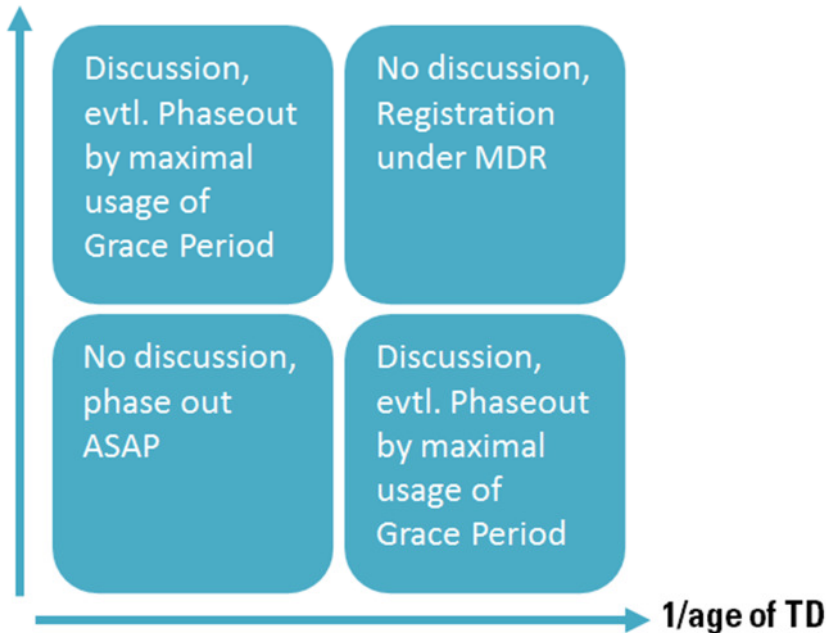 Discussion,
evtl. Phaseout
by maximal
usage of
Grace Period
No discussion,
Registration
under MDR
No discussion,
phase out
ASAP
Discussion,
evtl. Phaseout
by maximal
usage of
Grace Period
1/age of TD